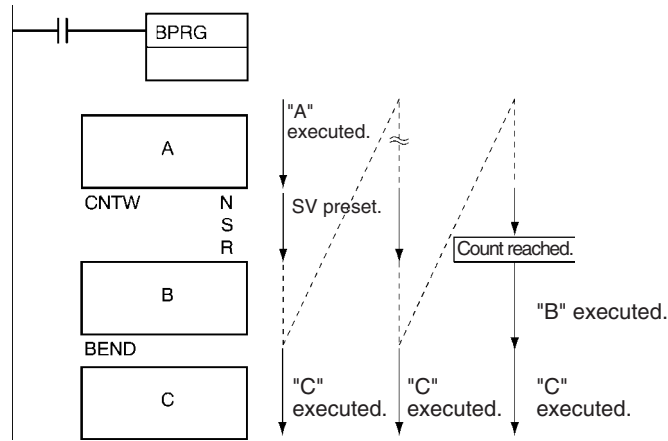 BPRG
"A"
executed.
A
CNTW N
S
R
SV preset.
Count reached.
B
"B" executed.
BEND
C
"C"
executed.
"C"
executed.
"C"
executed.